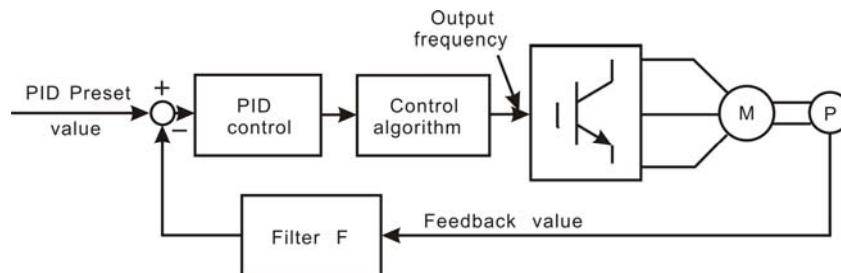 Output
frequency
PID Preset
value
+
−
PID
control
Control
algorithm
M
P
Filter F
Feedback value